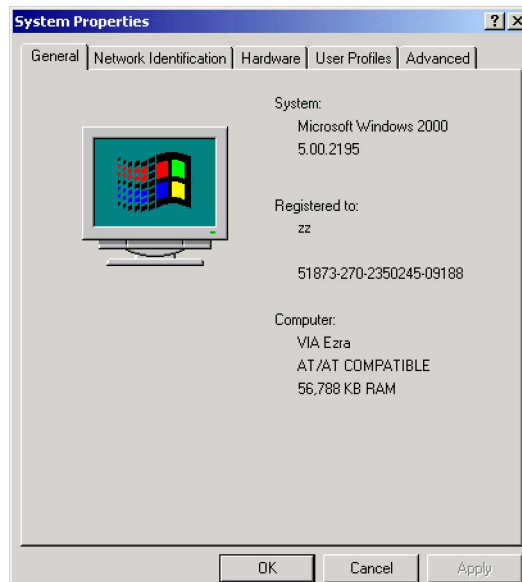 System Properties
?
General Network Identification Hardware User Profiles Advanced
System:
Microsoft Windows 2000
5.00.2195
Registered to:
zz
51873-270-2350245-09188
Computer:
VIA Ezra
AT/AT COMPATIBLE
56,788 KB RAM
OK Cancel Apply